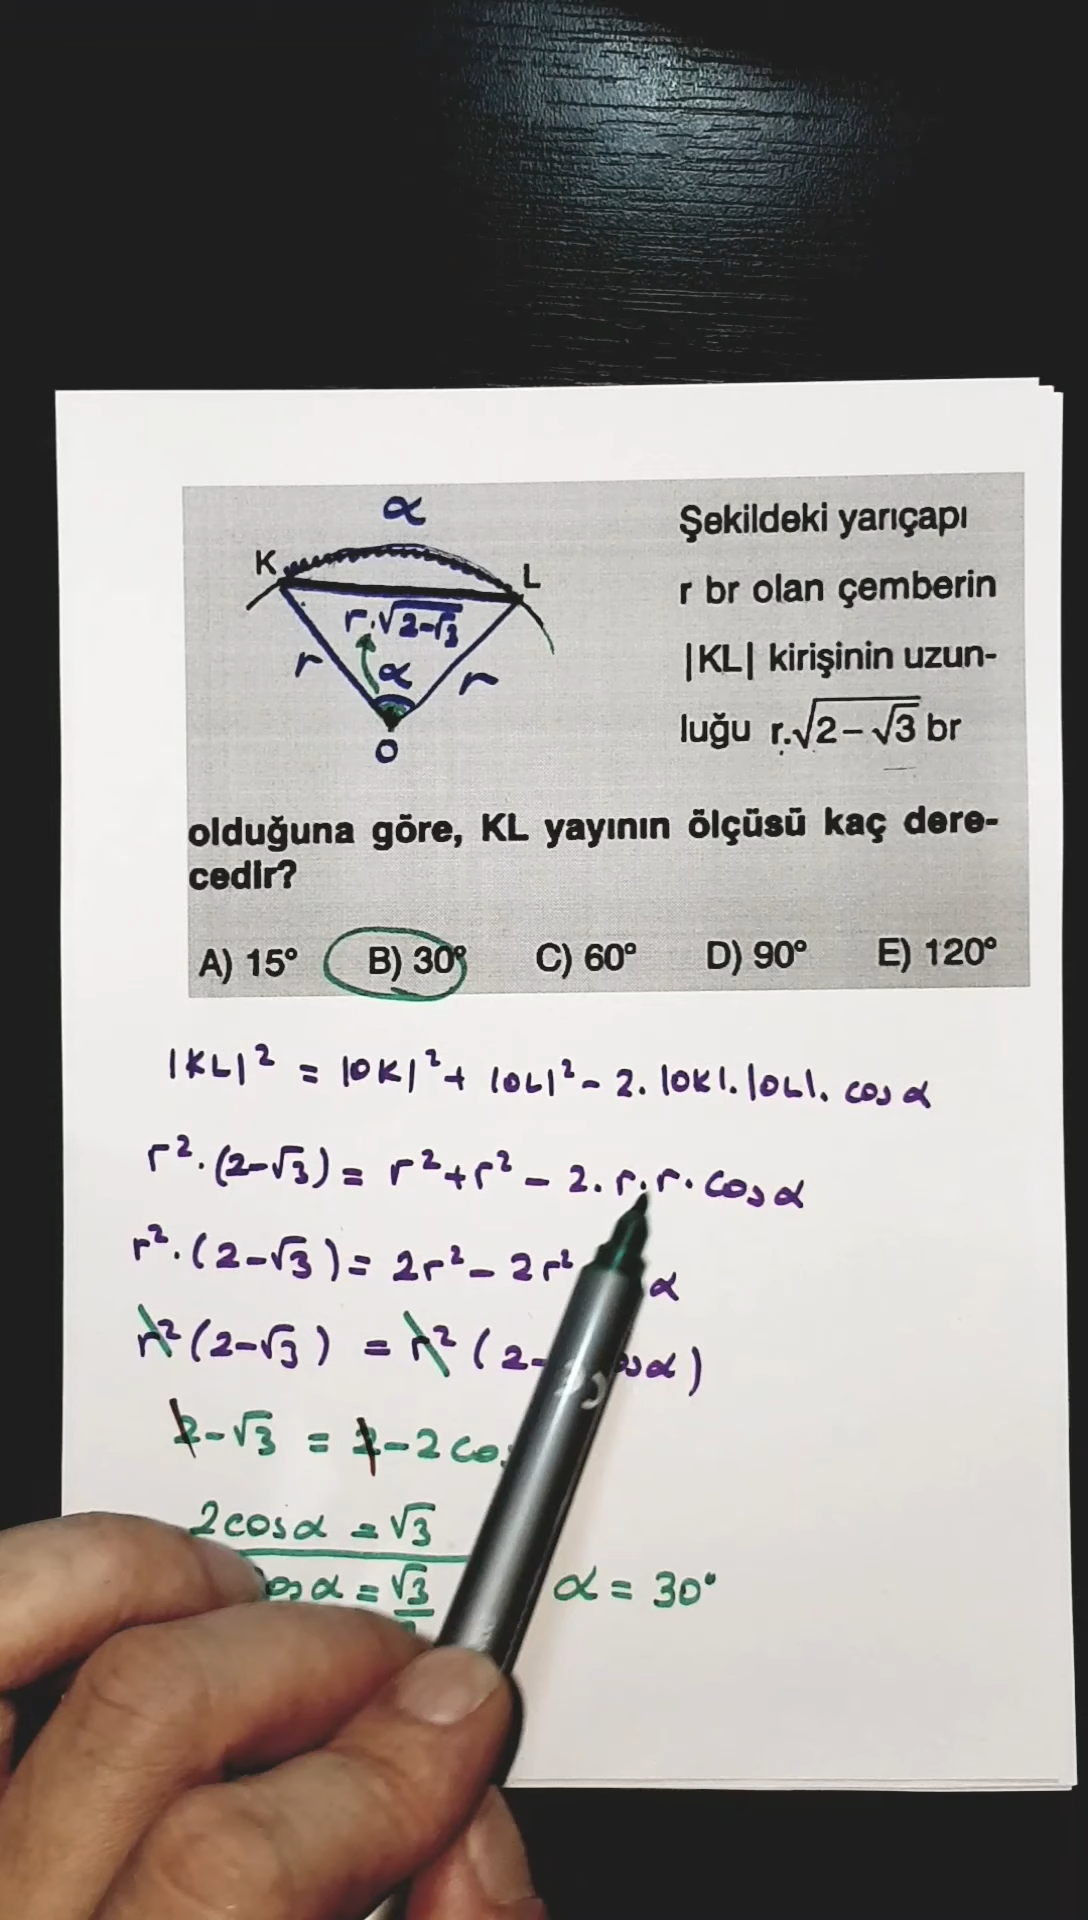 α
K
L
r.√2-√3
r
α
r
O
Şekildeki yarıçapı
r br olan çemberin
|KL| kirişinin uzun-
luğu r.√2-√3 br
olduğuna göre, KL yayının ölçüsü kaç dere-
cedir?
A) 15° B) 30° C) 60° D) 90° E) 120°
|KL|² = |OK|² + |OL|² - 2. |OK|. |OL|. cos α
r².(2-√3) = r²+r² - 2. r. r. cos α
r².(2-√3) = 2r² - 2r² α
r²(2-√3) = r²(2- α)
2-√3 = 2-2
2cosα = √3
α = √3 α = 30°